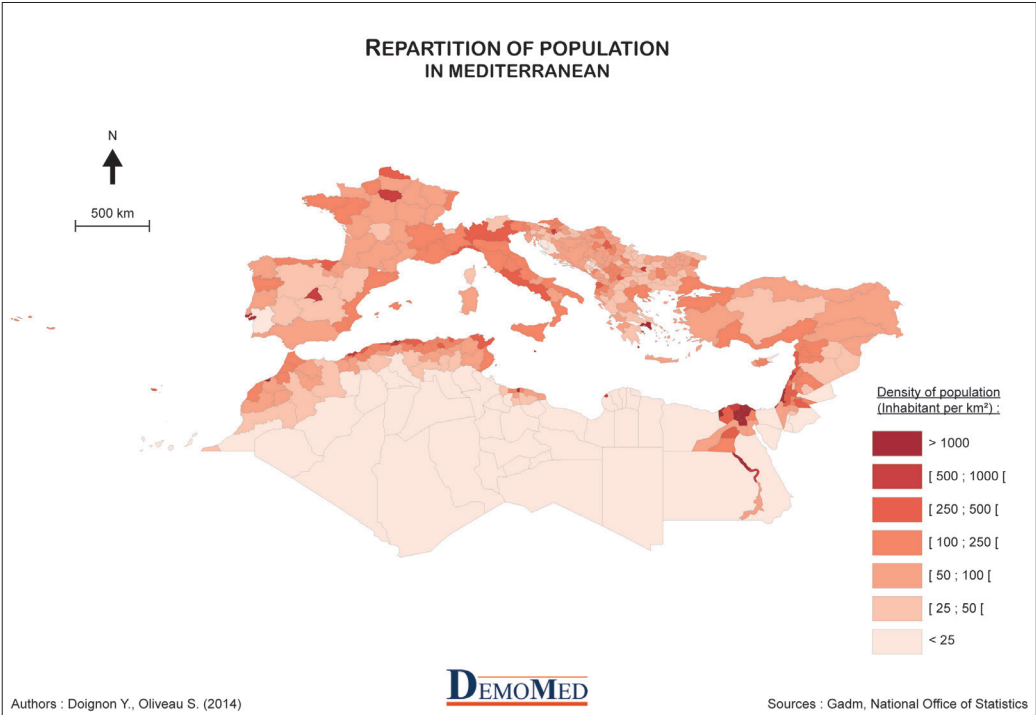 REPARTITION OF POPULATION
IN MEDITERRANEAN
N
500 km
Density of population
(Inhabitant per km²) :
> 1000
[ 500 ; 1000 [
[ 250 ; 500 [
[ 100 ; 250 [
[ 50 ; 100 [
[ 25 ; 50 [
< 25
Authors : Doignon Y., Oliveau S. (2014)
DEMOMED
Sources : Gadm, National Office of Statistics